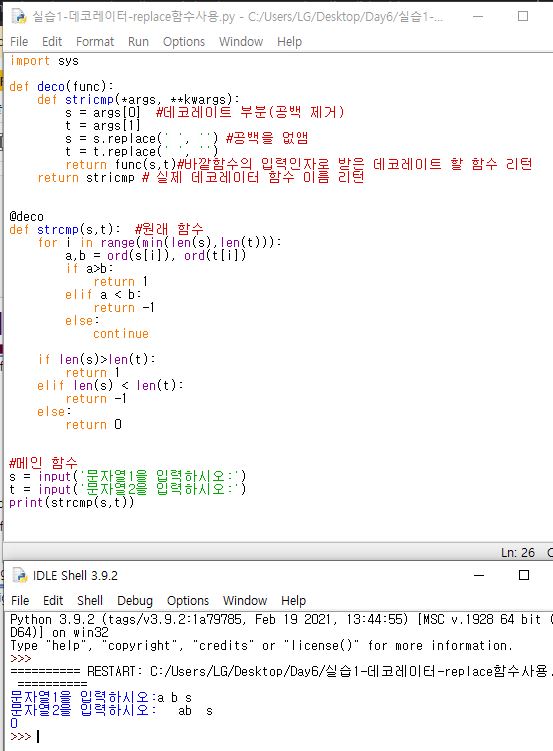 실습1-데코레이터-replace함수사용.py - C:/Users/LG/Desktop/Day6/실습1-...
File Edit Format Run Options Window Help
import sys
def deco(func):
    def stricmp(*args, **kwargs):
        s = args[0]  #데코레이트 부분(공백 제거)
        t = args[1]
        s = s.replace(' ', '') #공백을 없앰
        t = t.replace(' ', '')
        return func(s,t)#바깥함수의 입력인자로 받은 데코레이트 할 함수 리턴
    return stricmp # 실제 데코레이터 함수 이름 리턴
@deco
def strcmp(s,t):  #원래 함수
    for i in range(min(len(s),len(t))):
        a,b = ord(s[i]), ord(t[i])
        if a>b:
            return 1
        elif a < b:
            return -1
        else:
            continue
    if len(s)>len(t):
        return 1
    elif len(s) < len(t):
        return -1
    else:
        return 0
#메인 함수
s = input('문자열1을 입력하시오:')
t = input('문자열2을 입력하시오:')
print(strcmp(s,t))
Ln: 26 C
IDLE Shell 3.9.2
File Edit Shell Debug Options Window Help
Python 3.9.2 (tags/v3.9.2:1a79785, Feb 19 2021, 13:44:55) [MSC v.1928 64 bit (
D64)] on win32
Type "help", "copyright", "credits" or "license()" for more information.
>>>
========== RESTART: C:/Users/LG/Desktop/Day6/실습1-데코레이터-replace함수사용.
==========
문자열1을 입력하시오:a b s
문자열2을 입력하시오:   ab  s
0
>>>